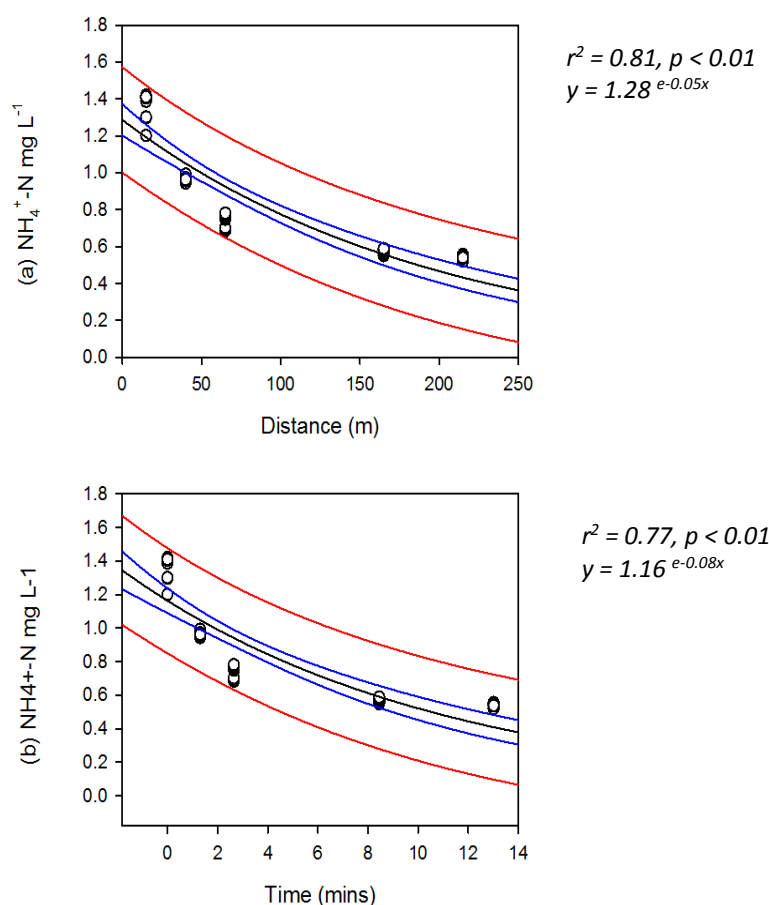 1.8
1.6
1.4
1.2
1.0
0.8
0.6
0.4
0.2
0.0
(a) NH₄⁺-N mg L⁻¹
0 50 100 150 200 250
Distance (m)
r² = 0.81, p < 0.01
y = 1.28 ᵉ⁻⁰·⁰⁵ˣ
1.8
1.6
1.4
1.2
1.0
0.8
0.6
0.4
0.2
0.0
(b) NH4+-N mg L-1
0 2 4 6 8 10 12 14
Time (mins)
r² = 0.77, p < 0.01
y = 1.16 ᵉ⁻⁰·⁰⁸ˣ